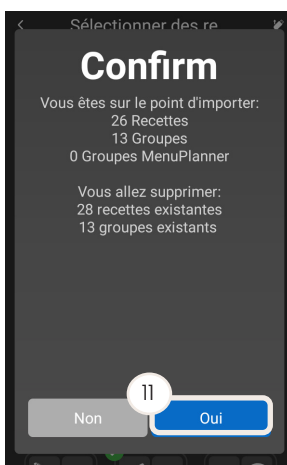 Sélectionner des re
Confirm
Vous êtes sur le point d'importer:
26 Recettes
13 Groupes
0 Groupes MenuPlanner
Vous allez supprimer:
28 recettes existantes
13 groupes existants
11
Non
Oui